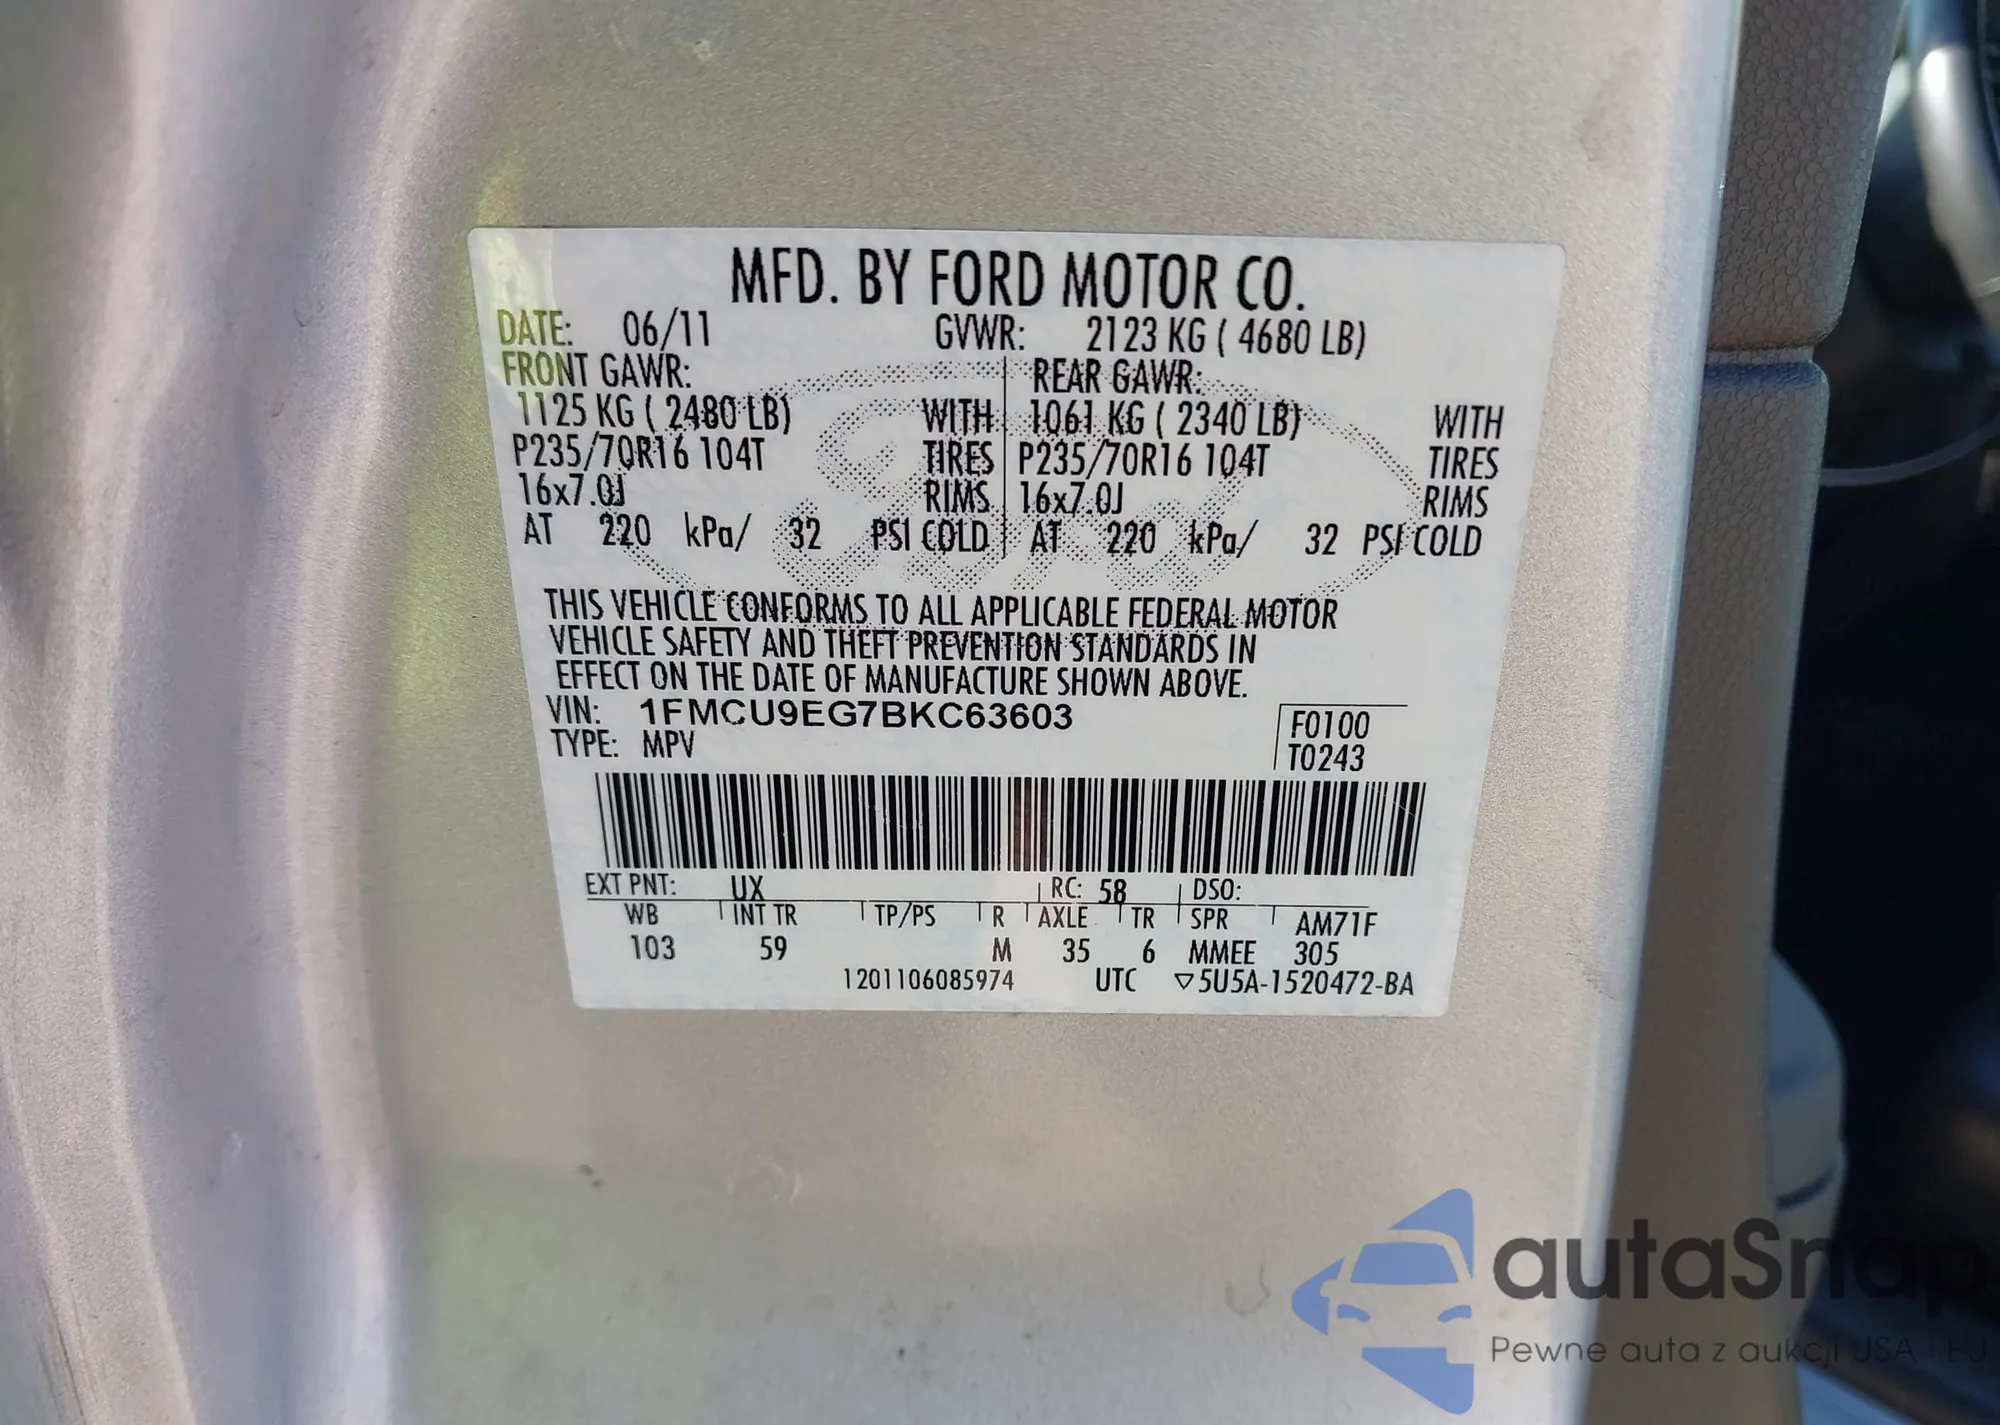 MFD. BY FORD MOTOR CO.
DATE: 06/11 GVWR: 2123 KG ( 4680 LB)
FRONT GAWR: REAR GAWR:
1125 KG ( 2480 LB) WITH 1061 KG ( 2340 LB) WITH
P235/70R16 104T TIRES P235/70R16 104T TIRES
16x7.0J RIMS 16x7.0J RIMS
AT 220 kPa/ 32 PSI COLD AT 220 kPa/ 32 PSI COLD
Ford
THIS VEHICLE CONFORMS TO ALL APPLICABLE FEDERAL MOTOR
VEHICLE SAFETY AND THEFT PREVENTION STANDARDS IN
EFFECT ON THE DATE OF MANUFACTURE SHOWN ABOVE.
VIN: 1FMCU9EG7BKC63603 F0100
TYPE: MPV T0243
EXT PNT: UX RC: 58 DSO:
WB INT TR TP/PS R AXLE TR SPR AM71F
103 59 M 35 6 MMEE 305
1201106085974 UTC ▽5U5A-1520472-BA
autaSnap
Pewne auta z aukcji USA i EU